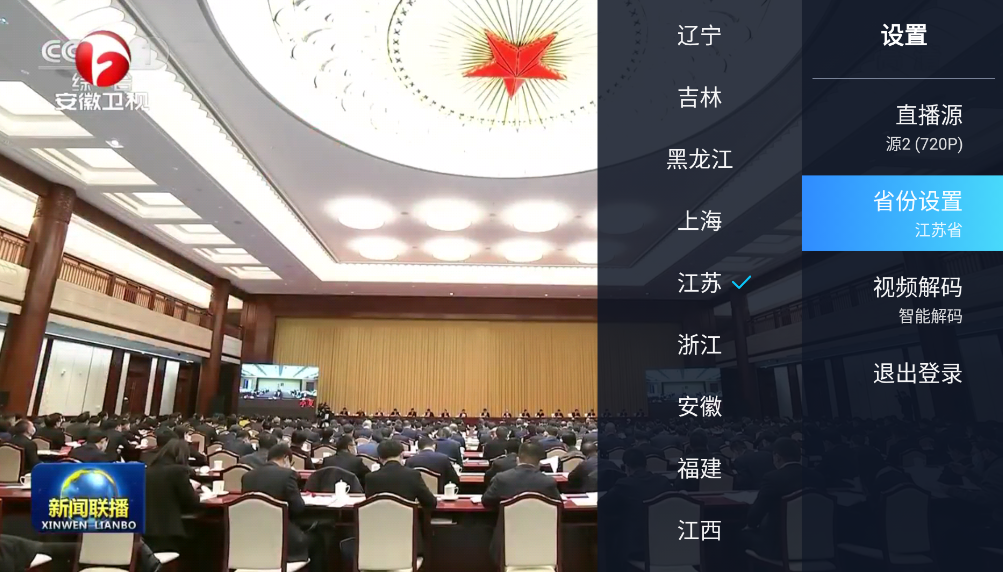 安徽卫视
新闻联播
XINWEN LIANBO
辽宁
吉林
黑龙江
上海
江苏
浙江
安徽
福建
江西
设置
直播源
源2 (720P)
省份设置
江苏省
视频解码
智能解码
退出登录